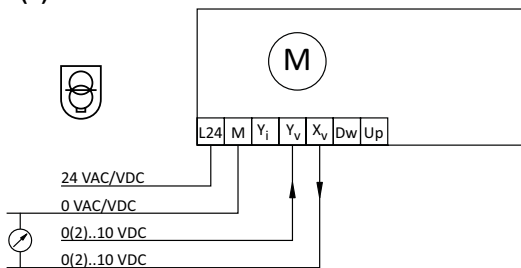 M
L24 M Yi Yv Xv Dw Up
24 VAC/VDC
0 VAC/VDC
0(2)..10 VDC
0(2)..10 VDC